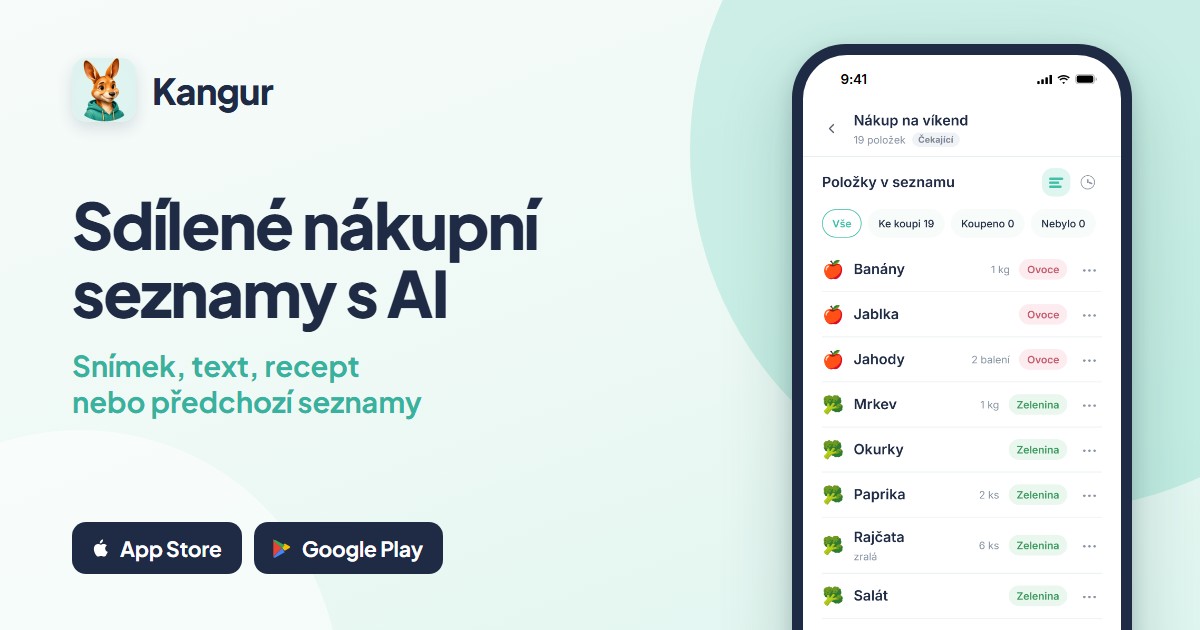 Kangur
Sdílené nákupní
seznamy s AI
Snímek, text, recept
nebo předchozí seznamy
App Store
Google Play
9:41
Nákup na víkend
19 položek Čekající
Položky v seznamu
Vše Ke koupi 19 Koupeno 0 Nebylo 0
Banány 1 kg Ovoce
Jablka Ovoce
Jahody 2 balení Ovoce
Mrkev 1 kg Zelenina
Okurky Zelenina
Paprika 2 ks Zelenina
Rajčata 6 ks Zelenina
zralá
Salát Zelenina